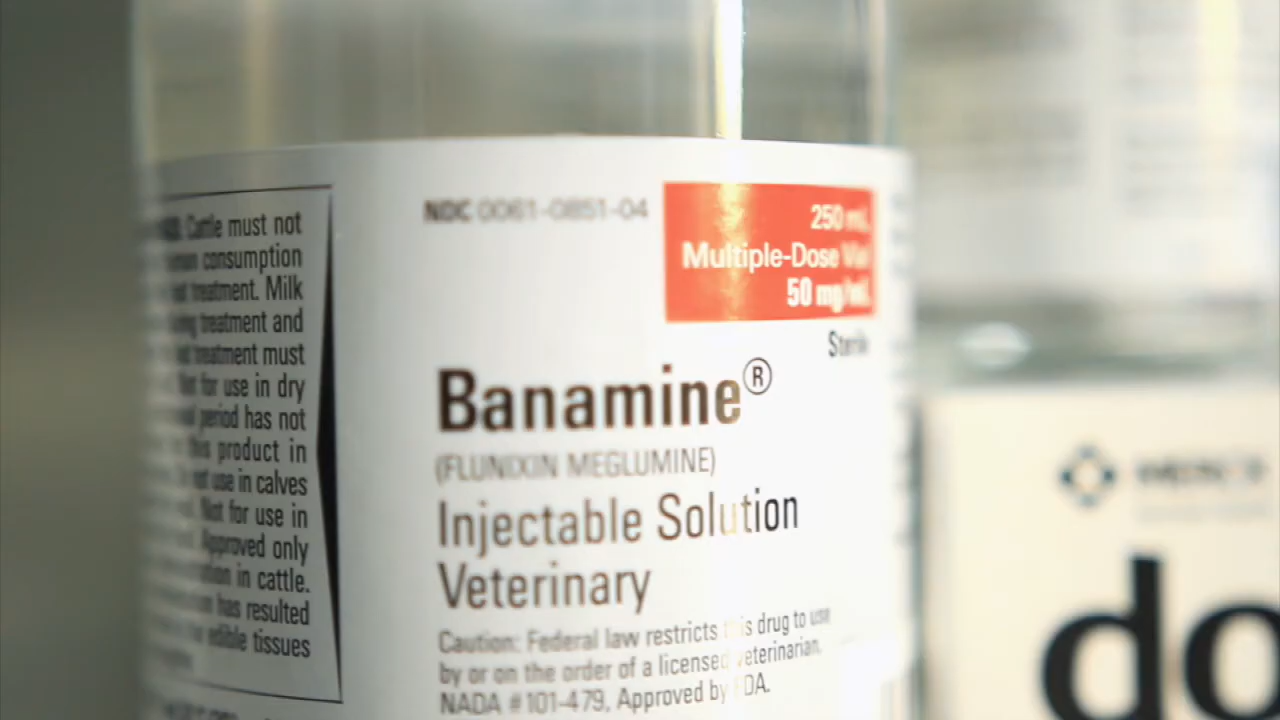 Cattle must not
consumption
treatment. Milk
treatment and
treatment must
Not for use in dry
period has not
this product in
not use in calves
Not for use in
Approved only
in cattle.
has resulted
edible tissues
NDC 0061-0851-04
250 mL
Multiple-Dose Vial
50 mg/mL
Sterile
Banamine®
(FLUNIXIN MEGLUMINE)
Injectable Solution
Veterinary
Caution: Federal law restricts this drug to use
by or on the order of a licensed veterinarian.
NADA #101-479, Approved by FDA.
MERCK
do